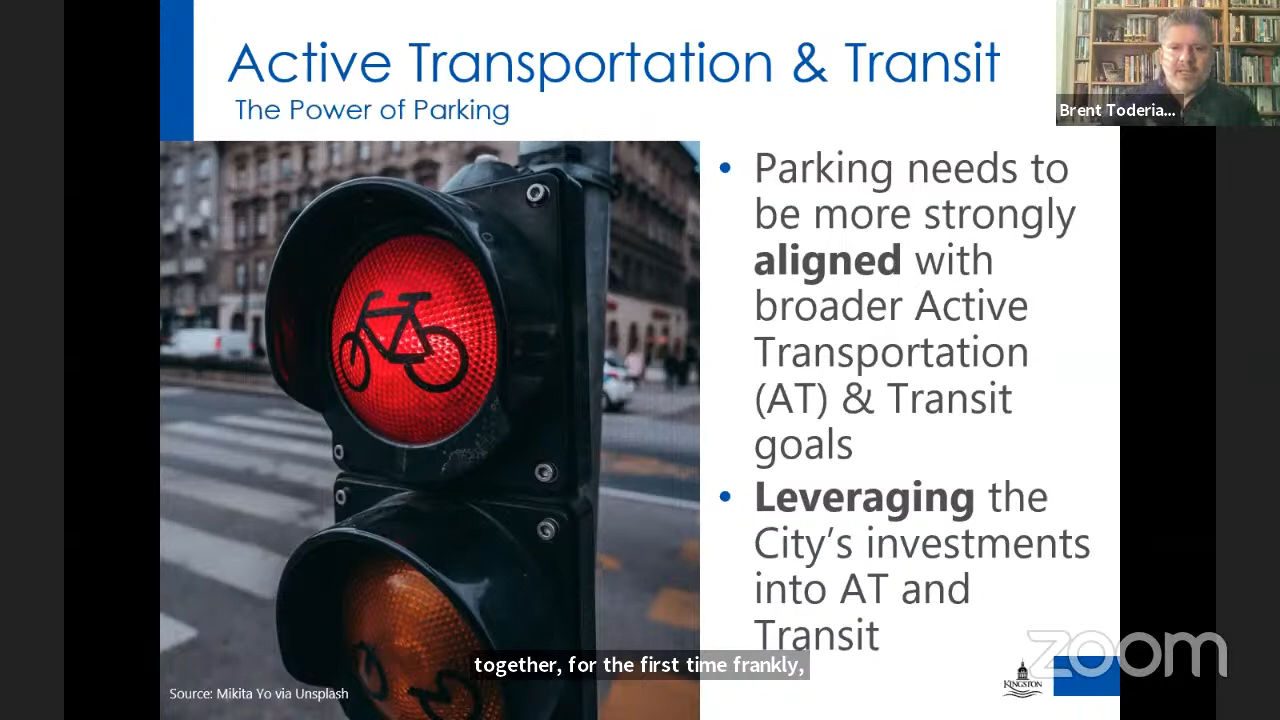 Active Transportation & Transit
The Power of Parking
Brent Toderia...
• Parking needs to
be more strongly
aligned with
broader Active
Transportation
(AT) & Transit
goals
• Leveraging the
City's investments
into AT and
Transit
together, for the first time frankly,
Source: Mikita Yo via Unsplash
KINGSTON
zoom